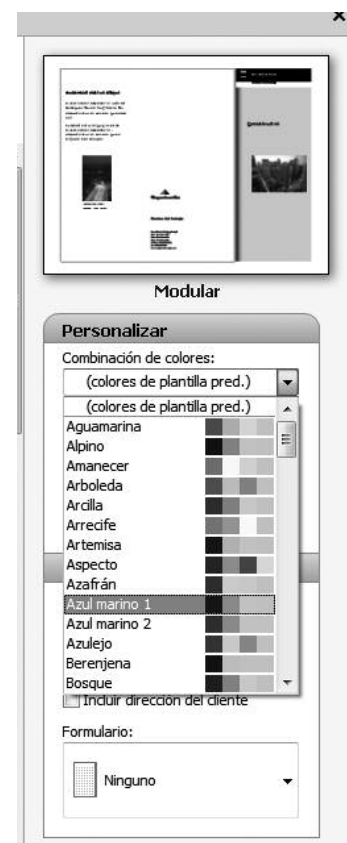 Modular
Personalizar
Combinación de colores:
(colores de plantilla pred.)
(colores de plantilla pred.)
Aguamarina
Alpino
Amanecer
Arboleda
Arcilla
Arrecife
Artemisa
Aspecto
Azafrán
Azul marino 1
Azul marino 2
Azulejo
Berenjena
Bosque
Incluir dirección del cliente
Formulario:
Ninguno